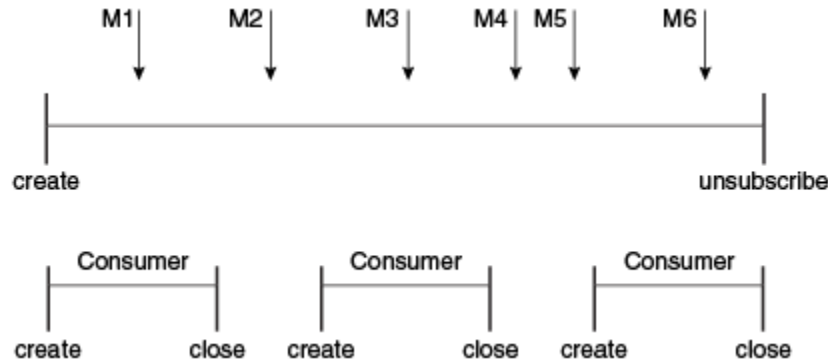 M1 M2 M3 M4 M5 M6
create unsubscribe
Consumer Consumer Consumer
create close create close create close